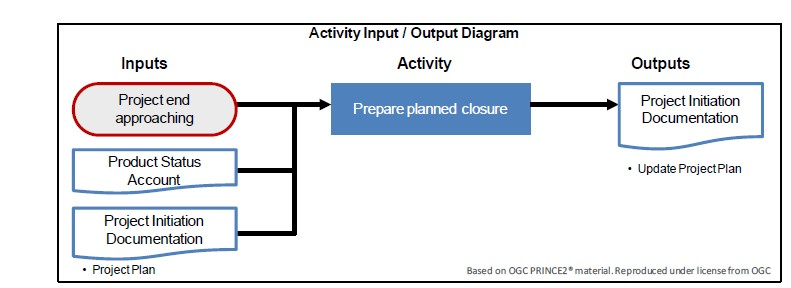 Activity Input / Output Diagram
Inputs
Activity
Outputs
Project end
approaching
Prepare planned closure
Project Initiation
Documentation
• Update Project Plan
Product Status
Account
Project Initiation
Documentation
• Project Plan
Based on OGC PRINCE2® material. Reproduced under license from OGC